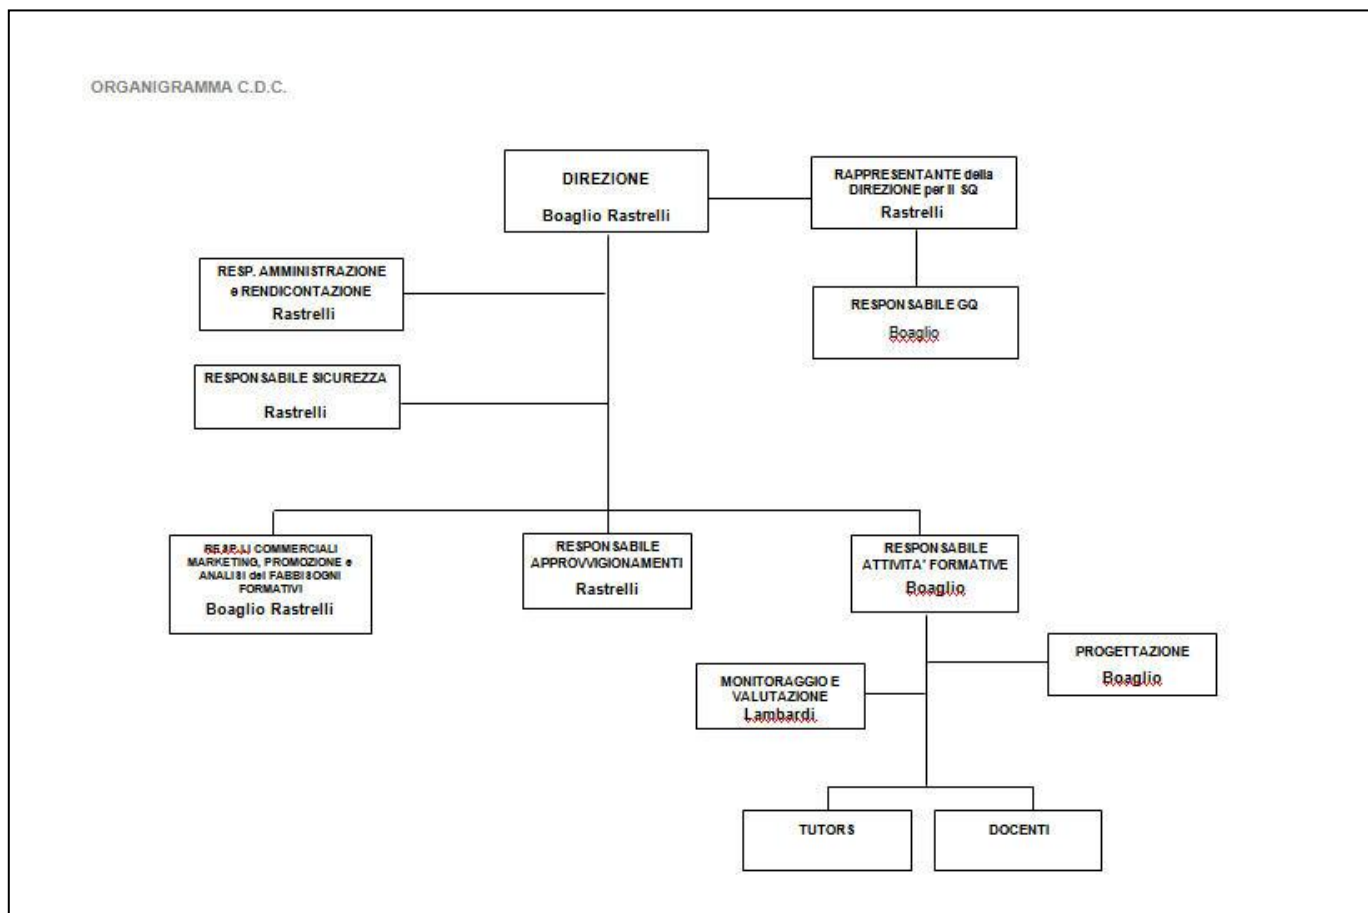 ORGANIGRAMMA C.D.C.
DIREZIONE
Boaglio Rastrelli
RAPPRESENTANTE della
DIREZIONE per il SQ
Rastrelli
RESP. AMMINISTRAZIONE
e RENDICONTAZIONE
Rastrelli
RESPONSABILE GQ
Boaglio
RESPONSABILE SICUREZZA
Rastrelli
RESP.LI COMMERCIALI
MARKETING, PROMOZIONE e
ANALISI dei FABBISOGNI
FORMATIVI
Boaglio Rastrelli
RESPONSABILE
APPROVVIGIONAMENTI
Rastrelli
RESPONSABILE
ATTIVITA' FORMATIVE
Boaglio
PROGETTAZIONE
Boaglio
MONITORAGGIO E
VALUTAZIONE
Lambardi
TUTORS
DOCENTI